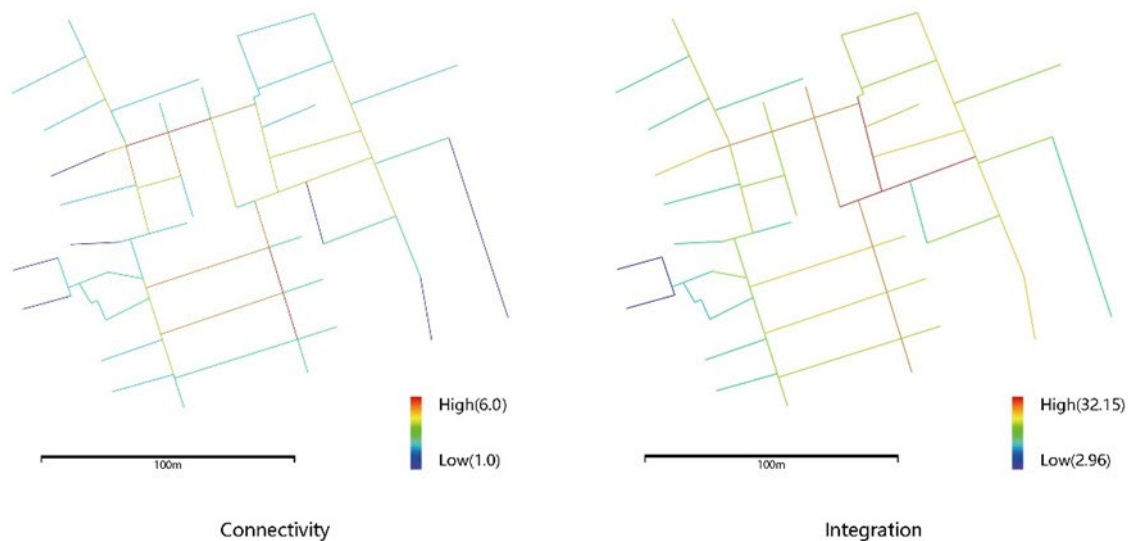 High(6.0)
Low(1.0)
100m
Connectivity
High(32.15)
Low(2.96)
100m
Integration